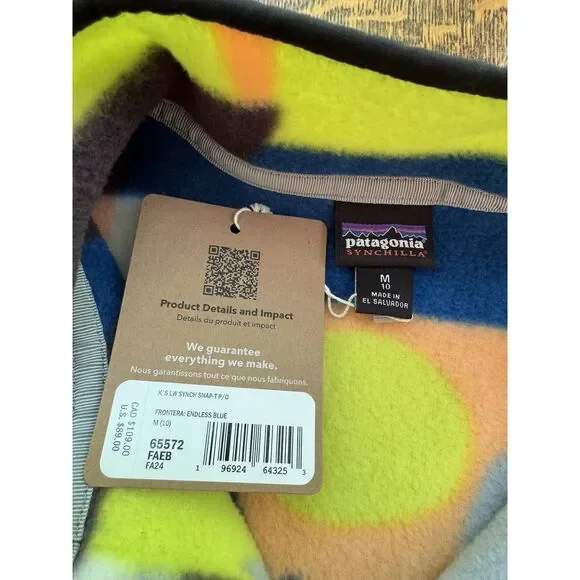 patagonia
SYNCHILLA
M
10
MADE IN
EL SALVADOR
Product Details and Impact
Détails du produit et impact
We guarantee
everything we make.
Nous garantissons tout ce que nous fabriquons.
K'S LW SYNCH SNAP-T P/O
FRONTERA: ENDLESS BLUE
M (10)
65572
FAEB
FA24
CAD $109.00
U.S. $89.00
1 96924 64325 3